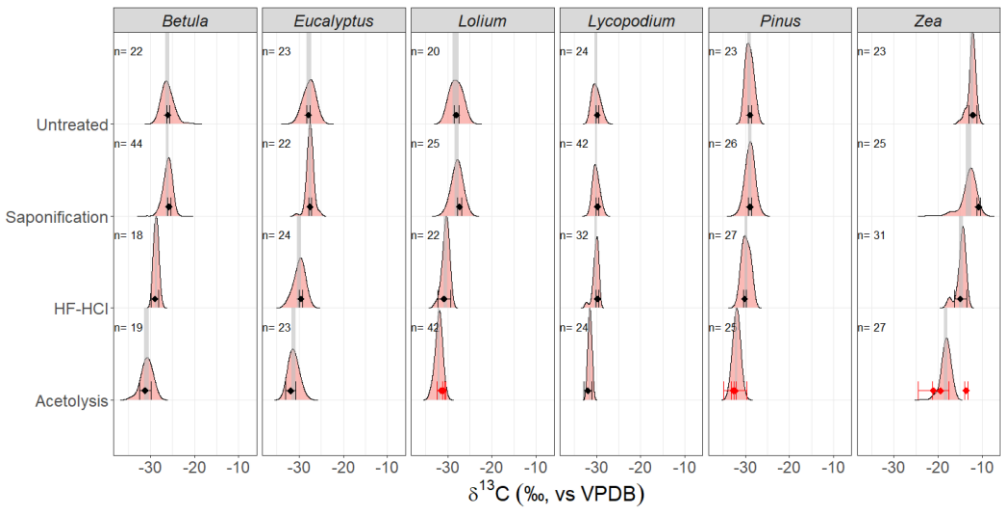 Betula Eucalyptus Lolium Lycopodium Pinus Zea
n= 22 n= 23 n= 20 n= 24 n= 23 n= 23
Untreated
n= 44 n= 22 n= 25 n= 42 n= 26 n= 25
Saponification
n= 18 n= 24 n= 22 n= 32 n= 27 n= 31
HF-HCl
n= 19 n= 23 n= 42 n= 24 n= 25 n= 27
Acetolysis
-30 -20 -10 -30 -20 -10 -30 -20 -10 -30 -20 -10 -30 -20 -10 -30 -20 -10
δ¹³C (‰, vs VPDB)